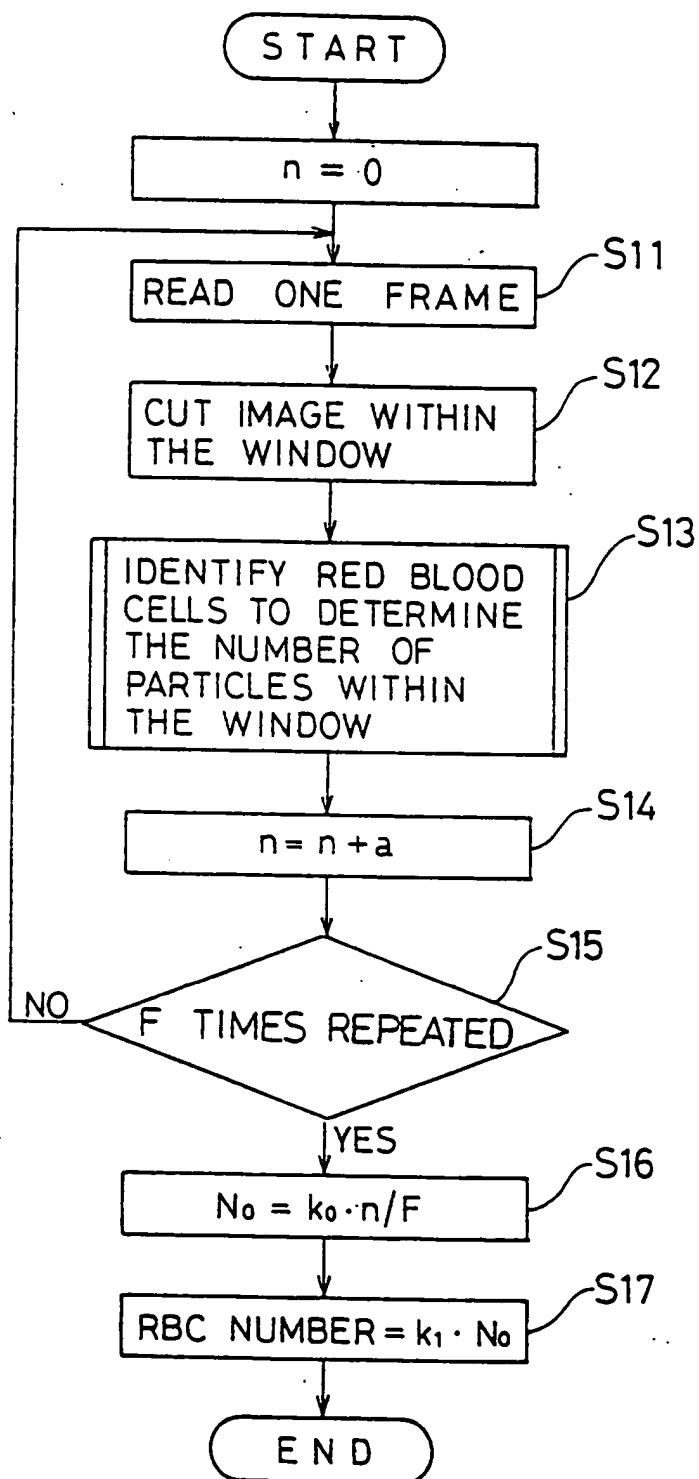 START
n = 0
S11
READ ONE FRAME
S12
CUT IMAGE WITHIN
THE WINDOW
S13
IDENTIFY RED BLOOD
CELLS TO DETERMINE
THE NUMBER OF
PARTICLES WITHIN
THE WINDOW
S14
n = n + a
S15
NO
F TIMES REPEATED
YES
S16
N₀ = k₀ · n/F
S17
RBC NUMBER = k₁ · N₀
END